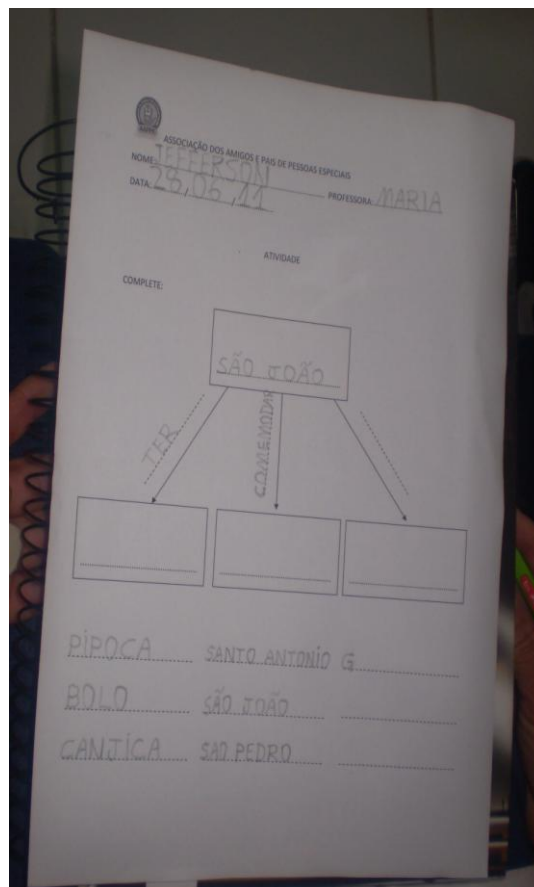 ASSOCIAÇÃO DOS AMIGOS E PAIS DE PESSOAS ESPECIAIS
NOME: JEFFERSON PROFESSORA: MARIA
DATA: 28,06,11
ATIVIDADE
COMPLETE:
SÃO JOÃO
TER
COMEMODAR
PIPOCA SANTO ANTONIO G
BOLO SÃO JOÃO
CANJICA SAO PEDRO